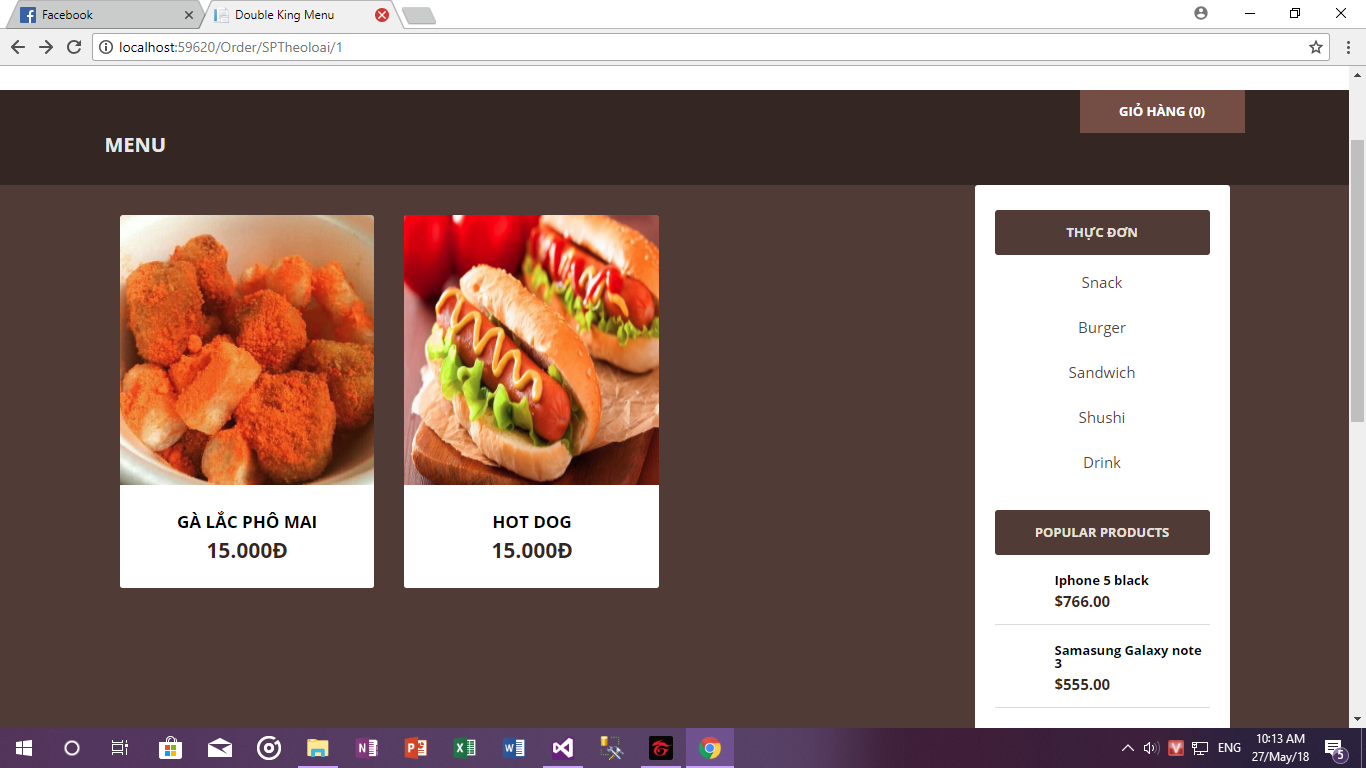 Facebook
Double King Menu
localhost:59620/Order/SPTheoloai/1
GIỎ HÀNG (0)
MENU
GÀ LẮC PHÔ MAI
15.000Đ
HOT DOG
15.000Đ
THỰC ĐƠN
Snack
Burger
Sandwich
Shushi
Drink
POPULAR PRODUCTS
Iphone 5 black
$766.00
Samasung Galaxy note
3
$555.00
ENG
10:13 AM
27/May/18
5